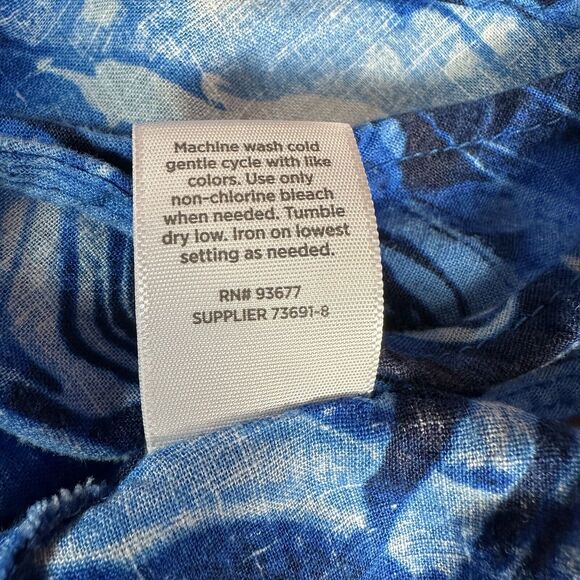 Machine wash cold
gentle cycle with like
colors. Use only
non-chlorine bleach
when needed. Tumble
dry low. Iron on lowest
setting as needed.
RN# 93677
SUPPLIER 73691-8